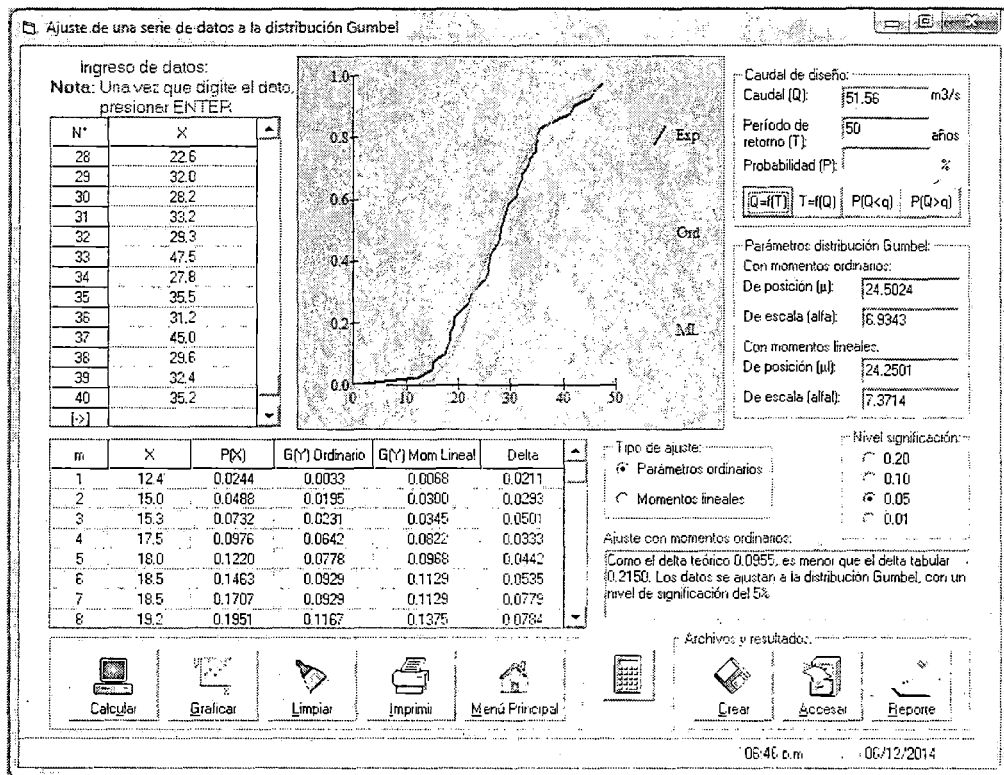 Ajuste de una serie de datos a la distribución Gumbel
Ingreso de datos:
Nota: Una vez que digite el dato,
presionar ENTER
N° X
28 22.6
29 32.0
30 28.2
31 33.2
32 29.3
33 47.5
34 27.8
35 35.5
36 31.2
37 45.0
38 29.6
39 32.4
40 35.2
[->]
1.0
0.8
0.6
0.4
0.2
0.0
0 10 20 30 40 50
Exp
Ord
ML
Caudal de diseño:
Caudal (Q): 51.56 m3/s
Período de retorno (T): 50 años
Probabilidad (P): %
Q=f(T) T=f(Q) P(Q<q) P(Q>q)
Parámetros distribución Gumbel:
Con momentos ordinarios:
De posición (µ): 24.5024
De escala (alfa): 6.9343
Con momentos lineales:
De posición (µl): 24.2501
De escala (alfal): 7.3714
m X P(X) G(Y) Ordinario G(Y) Mom Lineal Delta
1 12.4 0.0244 0.0033 0.0068 0.0211
2 15.0 0.0488 0.0195 0.0300 0.0293
3 15.3 0.0732 0.0231 0.0345 0.0501
4 17.5 0.0976 0.0642 0.0822 0.0333
5 18.0 0.1220 0.0778 0.0968 0.0442
6 18.5 0.1463 0.0929 0.1129 0.0535
7 18.5 0.1707 0.0929 0.1129 0.0779
8 19.2 0.1951 0.1167 0.1375 0.0784
Tipo de ajuste:
Parámetros ordinarios
Momentos lineales
Nivel significación:
0.20
0.10
0.05
0.01
Ajuste con momentos ordinarios:
Como el delta teórico 0.0955, es menor que el delta tabular
0.2150. Los datos se ajustan a la distribución Gumbel, con un
nivel de significación del 5%
Archivos y resultados:
Calcular Graficar Limpiar Imprimir Menú Principal Crear Accesar Reporte
06:46 p.m. 06/12/2014